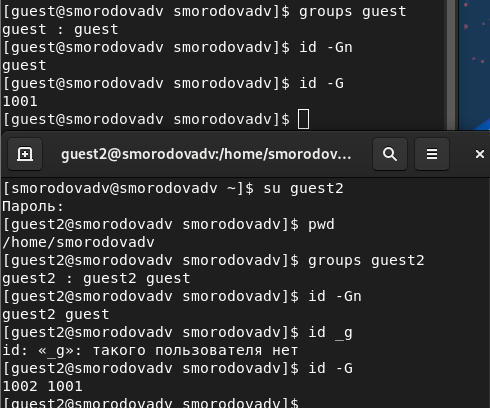 [guest@smorodovadv smorodovadv]$ groups guest
guest : guest
[guest@smorodovadv smorodovadv]$ id -Gn
guest
[guest@smorodovadv smorodovadv]$ id -G
1001
[guest@smorodovadv smorodovadv]$
guest2@smorodovadv:/home/smorodov...
[smorodovadv@smorodovadv ~]$ su guest2
Пароль:
[guest2@smorodovadv smorodovadv]$ pwd
/home/smorodovadv
[guest2@smorodovadv smorodovadv]$ groups guest2
guest2 : guest2 guest
[guest2@smorodovadv smorodovadv]$ id -Gn
guest2 guest
[guest2@smorodovadv smorodovadv]$ id _g
id: «_g»: такого пользователя нет
[guest2@smorodovadv smorodovadv]$ id -G
1002 1001
[guest2@smorodovadv smorodovadv]$